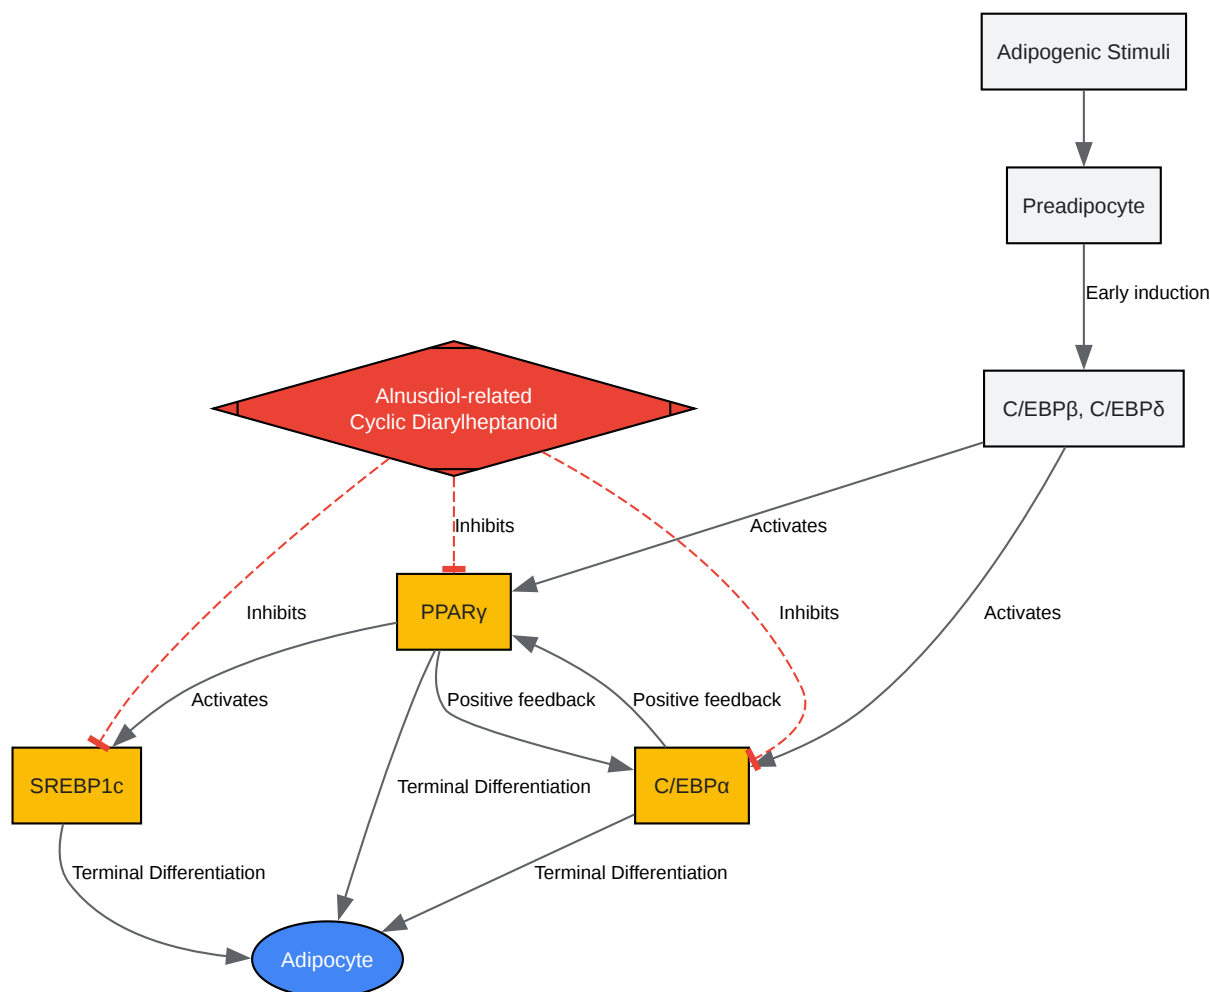 Adipogenic Stimuli
Preadipocyte
Early induction
Alnusdiol-related
Cyclic Diarylheptanoid
C/EBPβ, C/EBPδ
Inhibits
Activates
Inhibits
PPARγ
Inhibits
Activates
Activates
Positive feedback
Positive feedback
SREBP1c
Terminal Differentiation
C/EBPα
Terminal Differentiation
Terminal Differentiation
Adipocyte